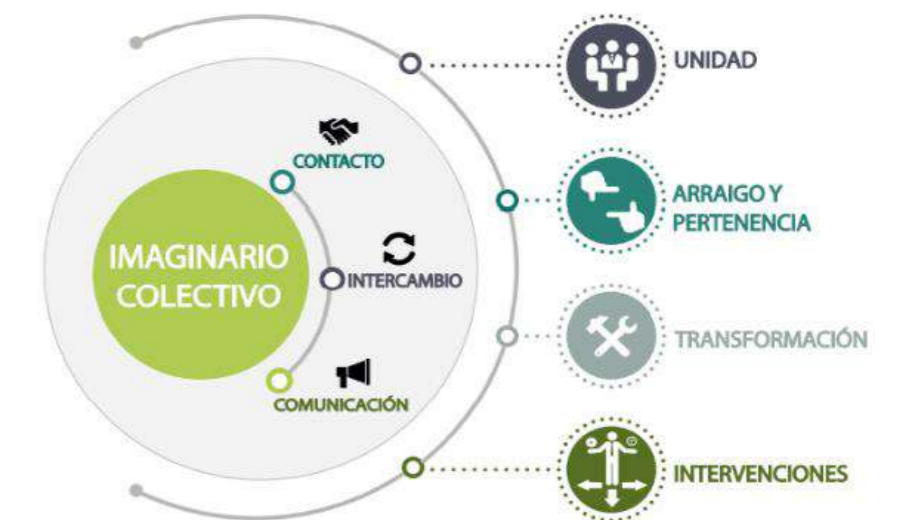 IMAGINARIO
COLECTIVO
CONTACTO
INTERCAMBIO
COMUNICACIÓN
UNIDAD
ARRAIGO Y
PERTENENCIA
TRANSFORMACIÓN
INTERVENCIONES